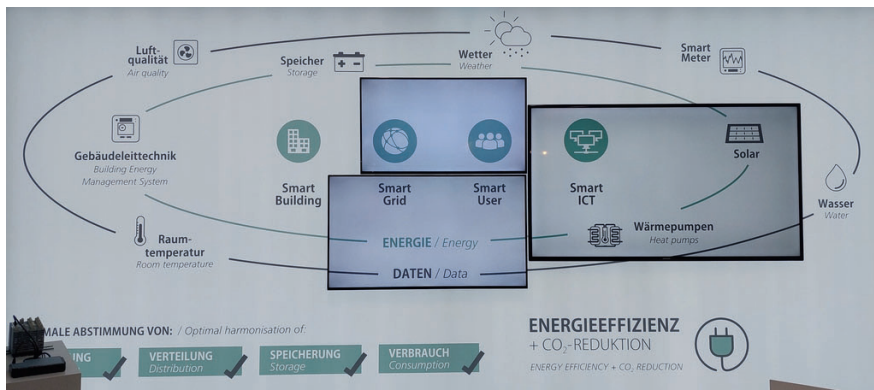 Luft-
qualität
Air quality
Speicher
Storage
Wetter
Weather
Smart
Meter
Gebäudeleittechnik
Building Energy
Management System
Smart
Building
Smart
Grid
Smart
User
Smart
ICT
Solar
Wasser
Water
Raum-
temperatur
Room temperature
ENERGIE / Energy
Wärmepumpen
Heat pumps
DATEN / Data
MALE ABSTIMMUNG VON: / Optimal harmonisation of:
VERTEILUNG
Distribution
SPEICHERUNG
Storage
VERBRAUCH
Consumption
ENERGIEEFFIZIENZ
+ CO₂-REDUKTION
ENERGY EFFICIENCY + CO₂ REDUCTION